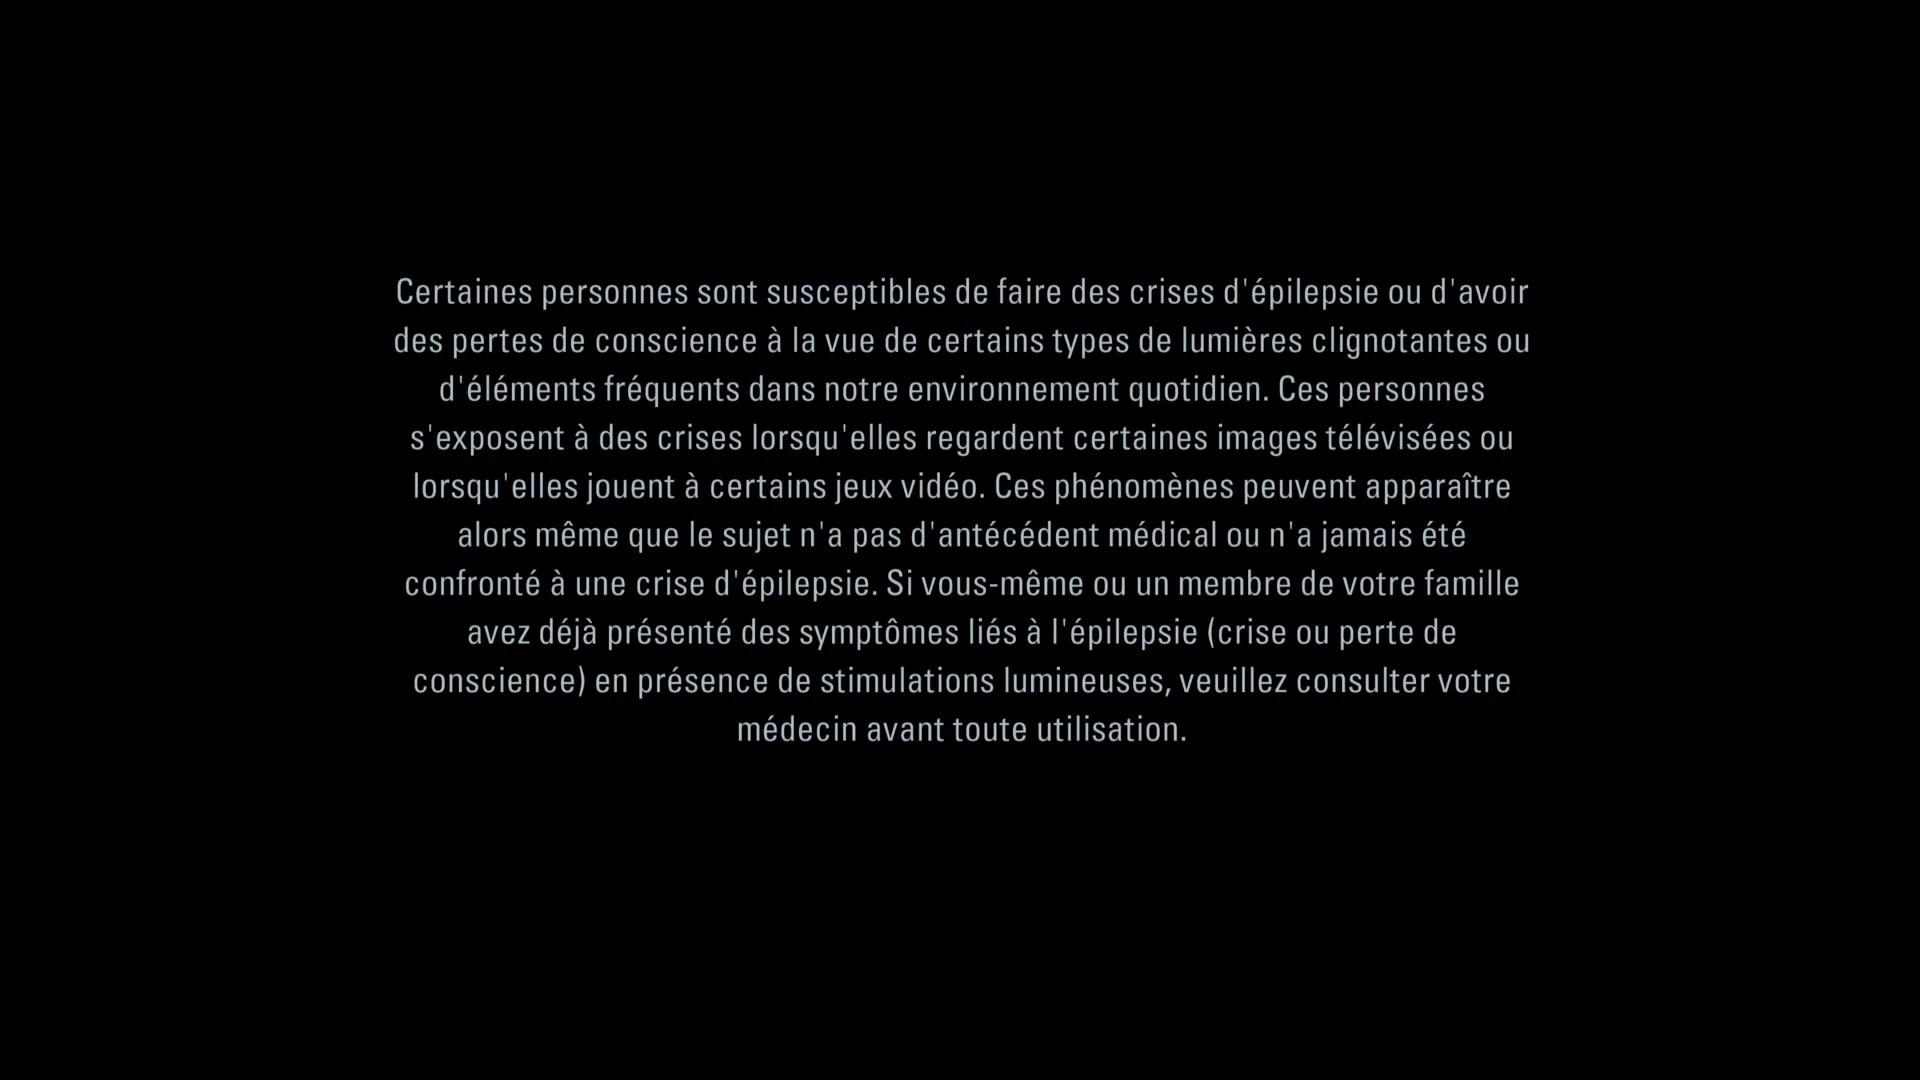 Certaines personnes sont susceptibles de faire des crises d'épilepsie ou d'avoir
des pertes de conscience à la vue de certains types de lumières clignotantes ou
d'éléments fréquents dans notre environnement quotidien. Ces personnes
s'exposent à des crises lorsqu'elles regardent certaines images télévisées ou
lorsqu'elles jouent à certains jeux vidéo. Ces phénomènes peuvent apparaître
alors même que le sujet n'a pas d'antécédent médical ou n'a jamais été
confronté à une crise d'épilepsie. Si vous-même ou un membre de votre famille
avez déjà présenté des symptômes liés à l'épilepsie (crise ou perte de
conscience) en présence de stimulations lumineuses, veuillez consulter votre
médecin avant toute utilisation.